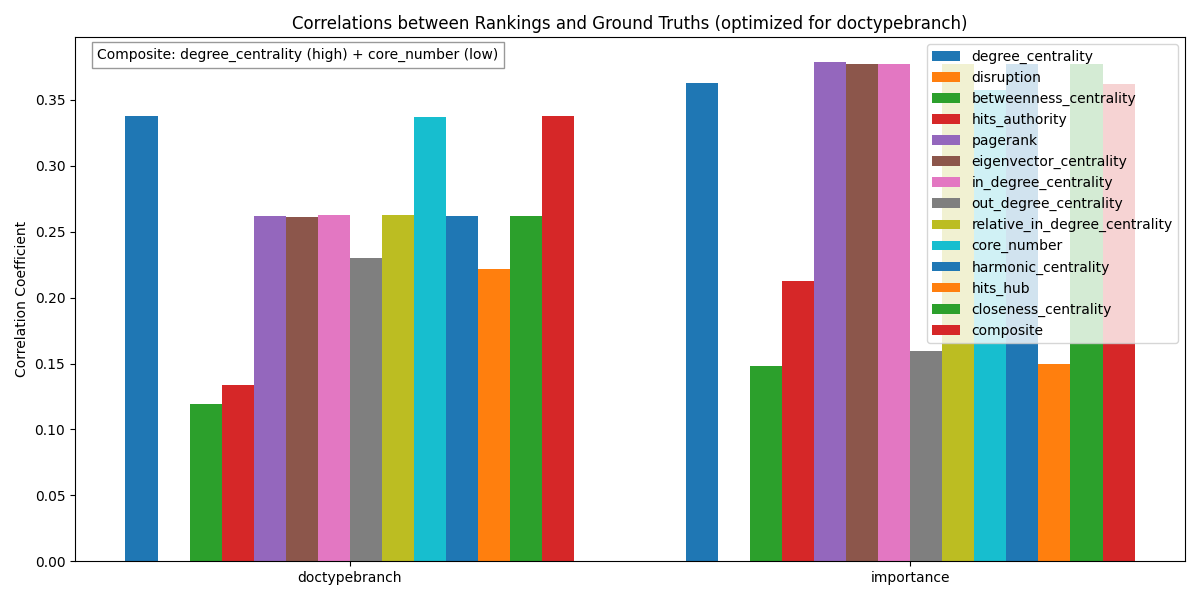 Correlations between Rankings and Ground Truths (optimized for doctypebranch)
Composite: degree_centrality (high) + core_number (low)
degree_centrality
disruption
betweenness_centrality
hits_authority
pagerank
eigenvector_centrality
in_degree_centrality
out_degree_centrality
relative_in_degree_centrality
core_number
harmonic_centrality
hits_hub
closeness_centrality
composite
Correlation Coefficient
0.35
0.30
0.25
0.20
0.15
0.10
0.05
0.00
doctypebranch
importance